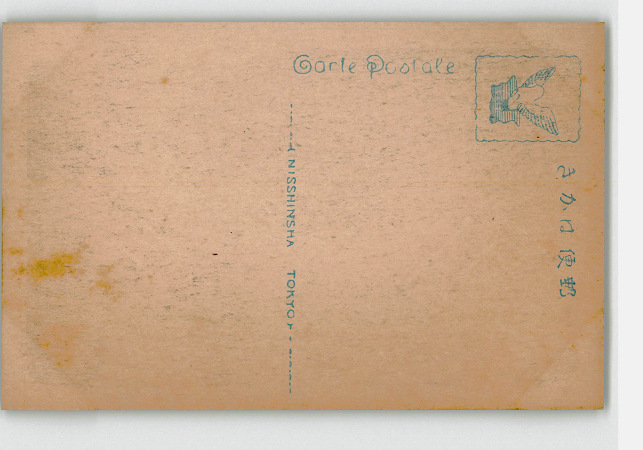 Carte Postale
郵便はかき
NISSHINSHA TOKYO